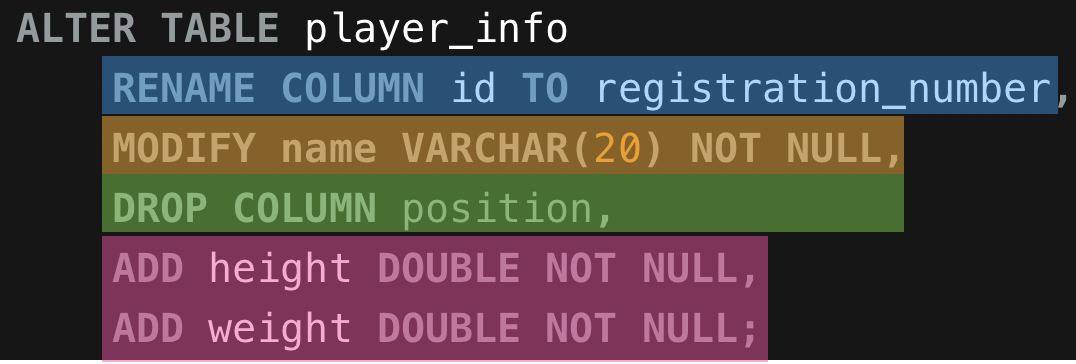 ALTER TABLE player_info
RENAME COLUMN id TO registration_number,
MODIFY name VARCHAR(20) NOT NULL,
DROP COLUMN position,
ADD height DOUBLE NOT NULL,
ADD weight DOUBLE NOT NULL;